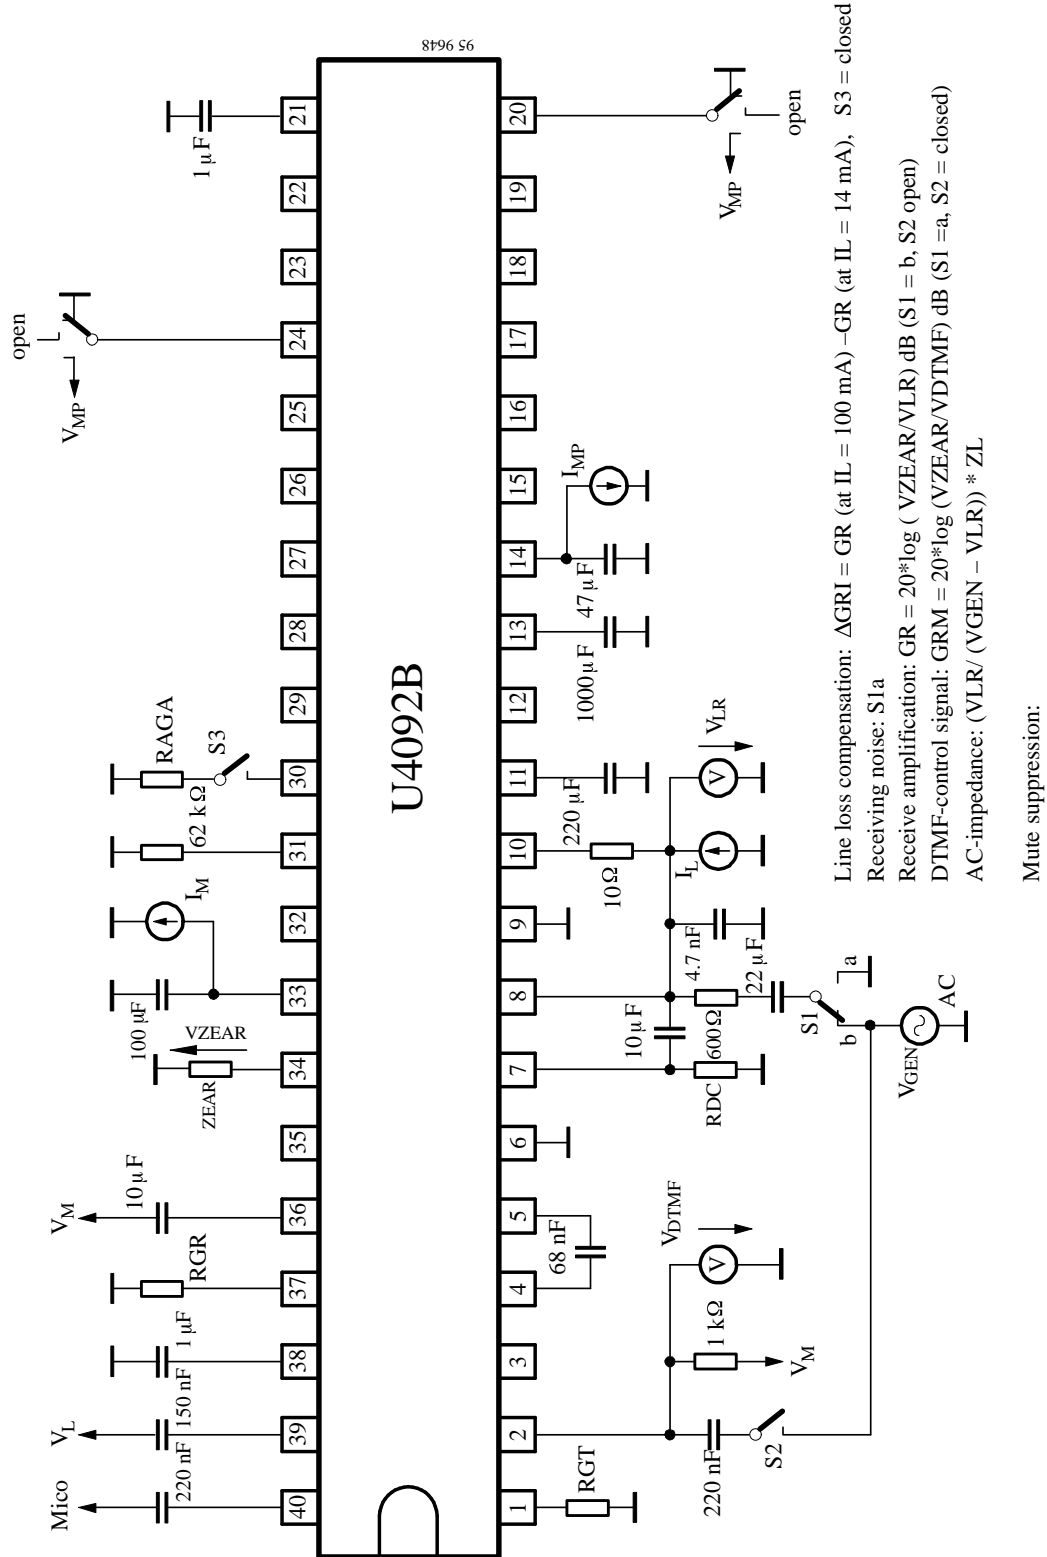 95 9648
U4092B
1 μF
21
22
23
open
24
V_MP
25
26
27
28
29
RAGA
S3
30
62 kΩ
31
I_M
32
33
100 μF
VZEAR
ZEAR
34
35
10 μF
V_M
36
RGR
37
1 μF
38
V_L
150 nF
39
Mico
220 nF
40
1
RGT
2
220 nF
S2
1 kΩ
V_M
V_DTMF
V
3
4
68 nF
5
6
7
RDC
10 μF
8
600 Ω
4.7 nF
22 μF
S1
a
b
V_GEN
AC
9
10
10 Ω
I_L
220 μF
11
V
V_LR
12
13
1000 μF
14
47 μF
I_MP
15
16
17
18
19
20
V_MP
open
Line loss compensation: ΔGRI = GR (at IL = 100 mA) –GR (at IL = 14 mA), S3 = closed
Receiving noise: S1a
Receive amplification: GR = 20*log ( VZEAR/VLR) dB (S1 = b, S2 open)
DTMF-control signal: GRM = 20*log (VZEAR/VDTMF) dB (S1 =a, S2 = closed)
AC-impedance: (VLR/ (VGEN – VLR)) * ZL
Mute suppression: